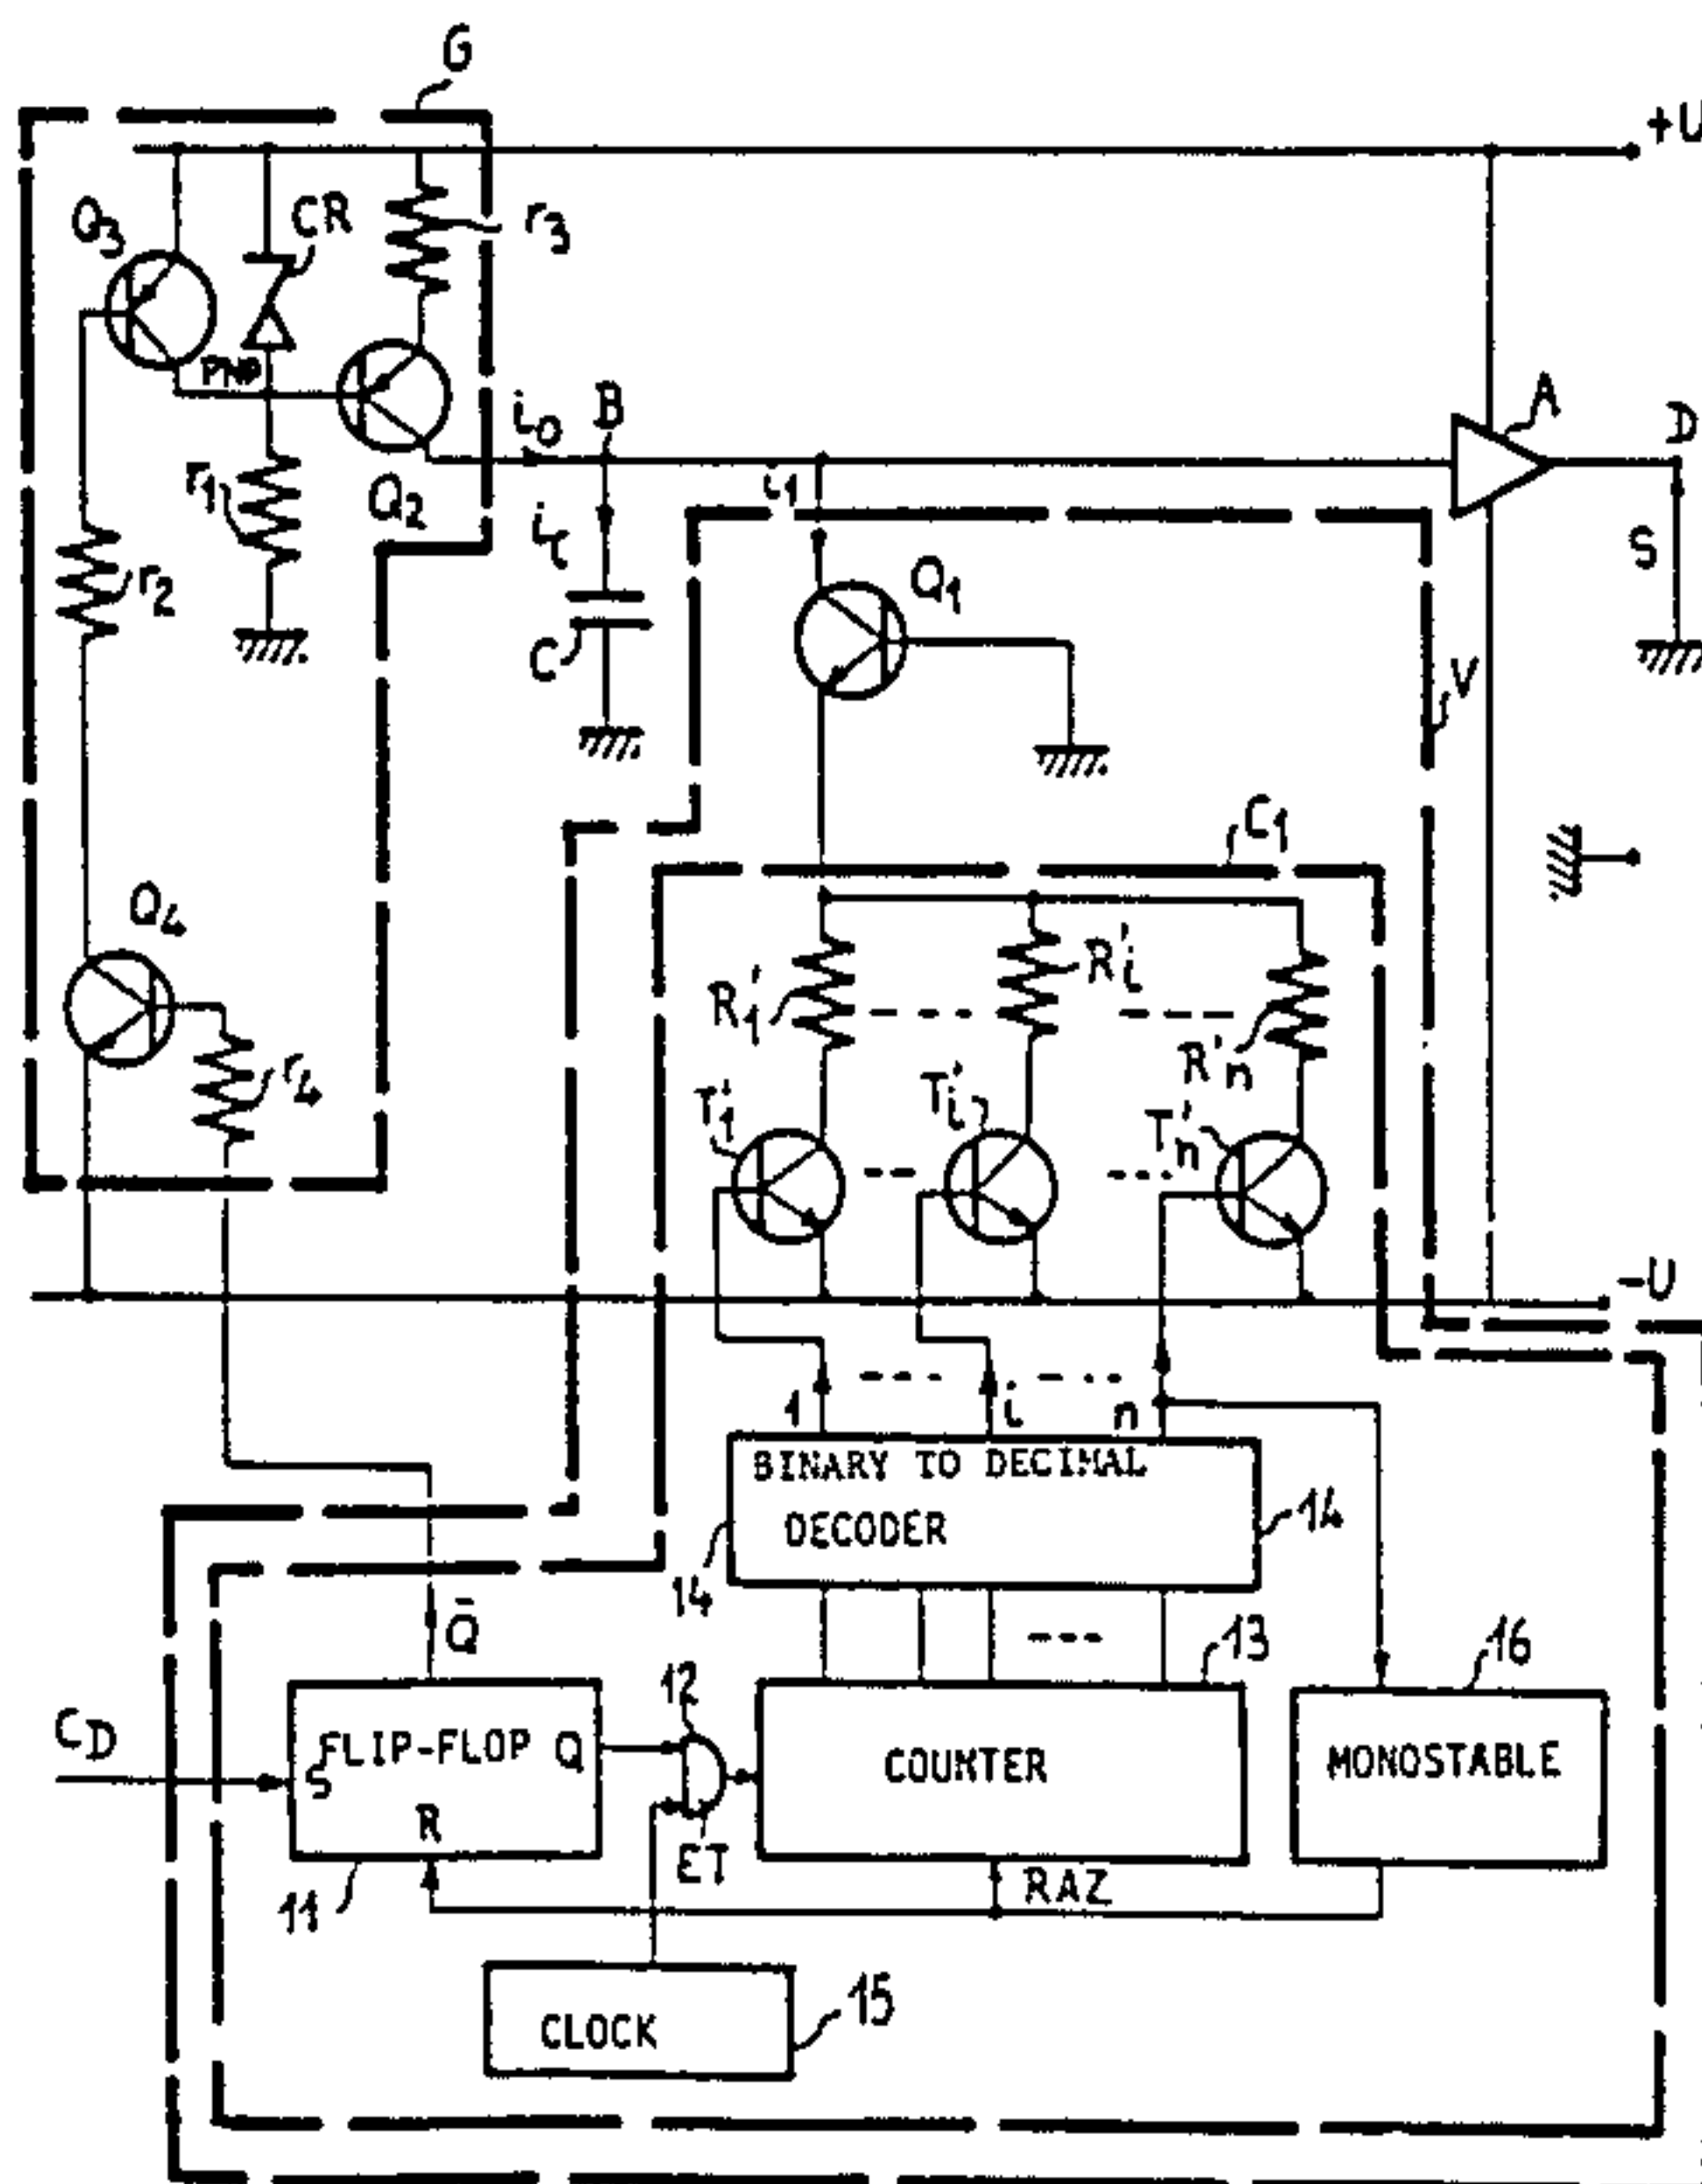 G
+U
Q3
CR
r3
PNP
i0
B
A
D
r1
Q2
i1
iτ
S
r2
Q1
C
V
C1
Q4
R'1
R'i
R'n
r4
T'1
T'i
T'n
-U
1
i
n
BINARY TO DECIMAL
DECODER
14
14
Q̄
12
13
16
CD
FLIP-FLOP
Q
S
R
COUNTER
MONOSTABLE
ET
RAZ
11
CLOCK
15